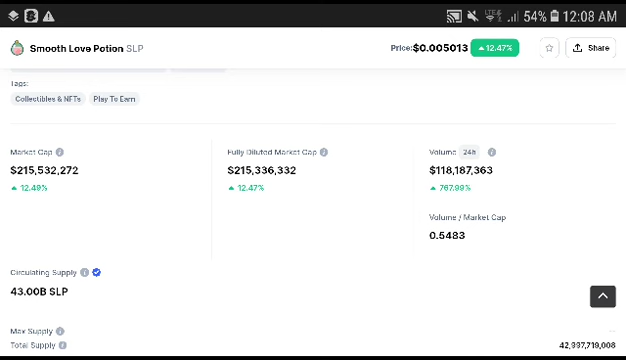 LTE 54% 12:08 AM
Smooth Love Potion SLP Price:$0.005013 12.47% Share
Tags:
Collectibles & NFTs Play To Earn
Market Cap Fully Diluted Market Cap Volume 24h
$215,532,272 $215,336,332 $118,187,363
12.49% 12.47% 767.99%
Volume / Market Cap
0.5483
Circulating Supply
43.00B SLP
Max Supply --
Total Supply 42,997,719,008